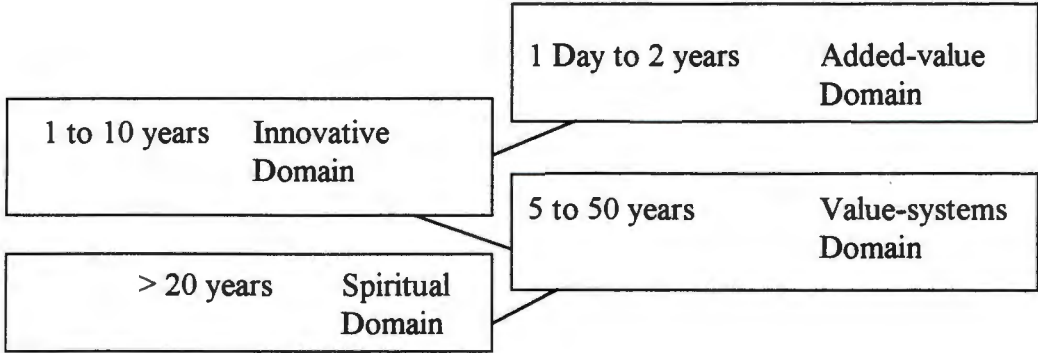 1 Day to 2 years Added-value
Domain
1 to 10 years Innovative
Domain
5 to 50 years Value-systems
Domain
> 20 years Spiritual
Domain